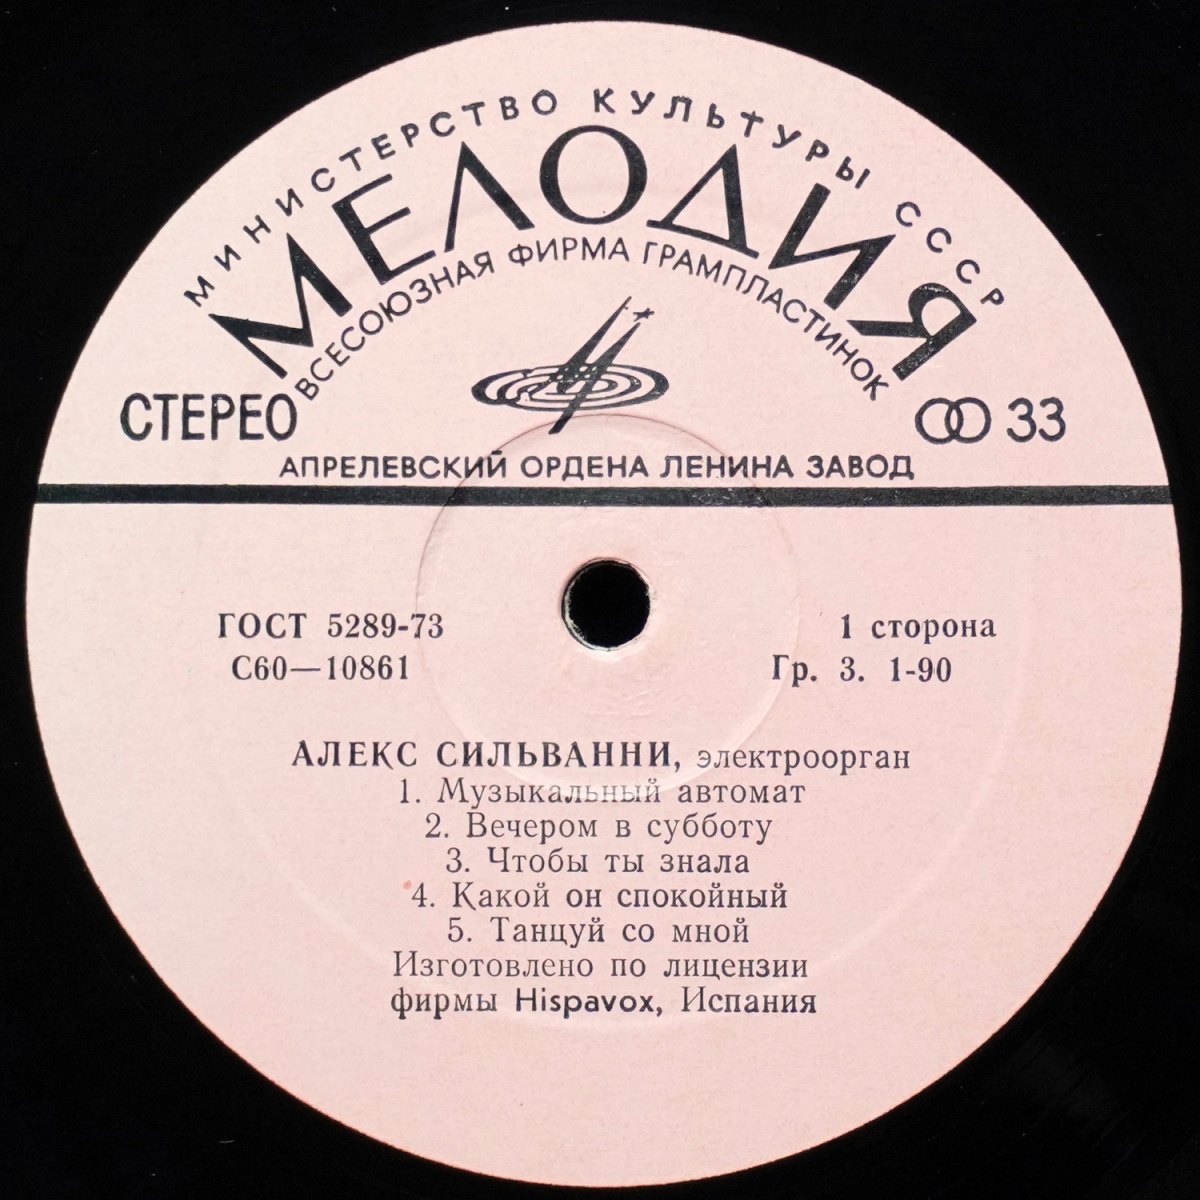 МИНИСТЕРСТВО КУЛЬТУРЫ СССР
МЕЛОДИЯ
ВСЕСОЮЗНАЯ ФИРМА ГРАМПЛАСТИНОК
СТЕРЕО
33
АПРЕЛЕВСКИЙ ОРДЕНА ЛЕНИНА ЗАВОД
ГОСТ 5289-73
1 сторона
С60—10861
Гр. 3. 1-90
АЛЕКС СИЛЬВАННИ, электроорган
1. Музыкальный автомат
2. Вечером в субботу
3. Чтобы ты знала
4. Какой он спокойный
5. Танцуй со мной
Изготовлено по лицензии
фирмы Hispavox, Испания